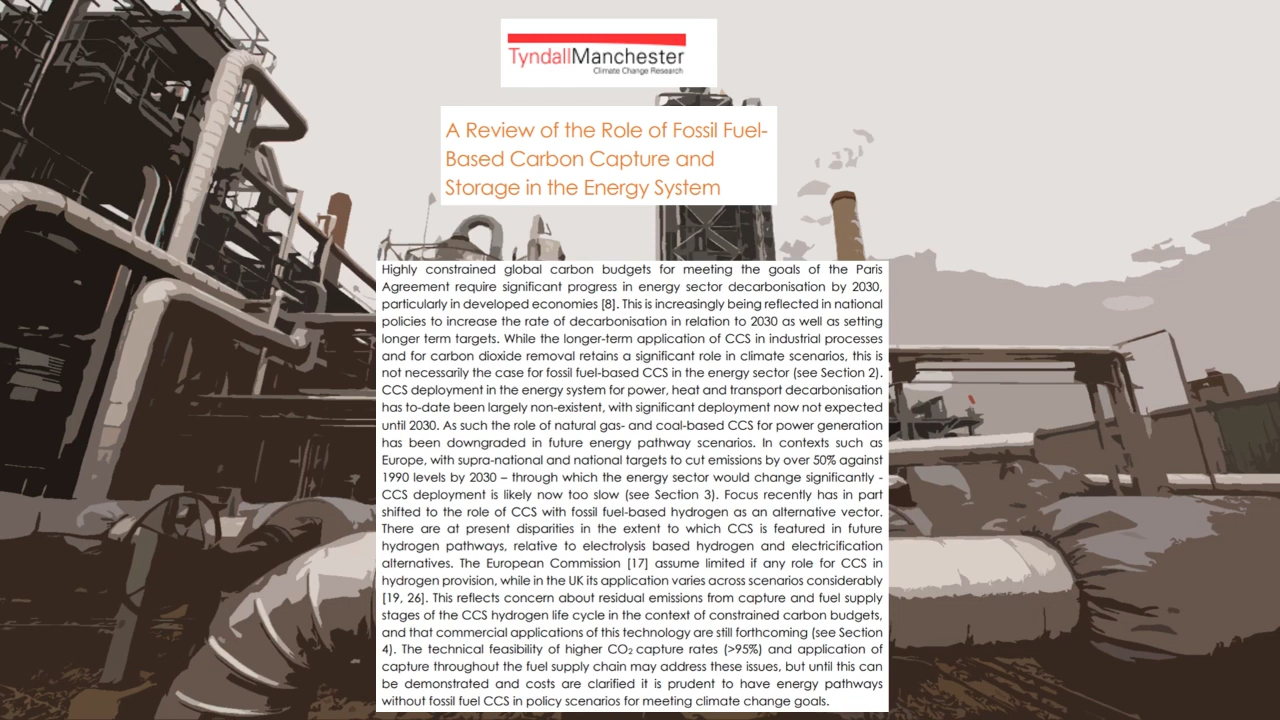 TyndallManchester
Climate Change Research
A Review of the Role of Fossil Fuel-
Based Carbon Capture and
Storage in the Energy System
Highly constrained global carbon budgets for meeting the goals of the Paris
Agreement require significant progress in energy sector decarbonisation by 2030,
particularly in developed economies [8]. This is increasingly being reflected in national
policies to increase the rate of decarbonisation in relation to 2030 as well as setting
longer term targets. While the longer-term application of CCS in industrial processes
and for carbon dioxide removal retains a significant role in climate scenarios, this is
not necessarily the case for fossil fuel-based CCS in the energy sector (see Section 2).
CCS deployment in the energy system for power, heat and transport decarbonisation
has to-date been largely non-existent, with significant deployment now not expected
until 2030. As such the role of natural gas- and coal-based CCS for power generation
has been downgraded in future energy pathway scenarios. In contexts such as
Europe, with supra-national and national targets to cut emissions by over 50% against
1990 levels by 2030 – through which the energy sector would change significantly -
CCS deployment is likely now too slow (see Section 3). Focus recently has in part
shifted to the role of CCS with fossil fuel-based hydrogen as an alternative vector.
There are at present disparities in the extent to which CCS is featured in future
hydrogen pathways, relative to electrolysis based hydrogen and electricification
alternatives. The European Commission [17] assume limited if any role for CCS in
hydrogen provision, while in the UK its application varies across scenarios considerably
[19, 26]. This reflects concern about residual emissions from capture and fuel supply
stages of the CCS hydrogen life cycle in the context of constrained carbon budgets,
and that commercial applications of this technology are still forthcoming (see Section
4). The technical feasibility of higher CO₂ capture rates (>95%) and application of
capture throughout the fuel supply chain may address these issues, but until this can
be demonstrated and costs are clarified it is prudent to have energy pathways
without fossil fuel CCS in policy scenarios for meeting climate change goals.